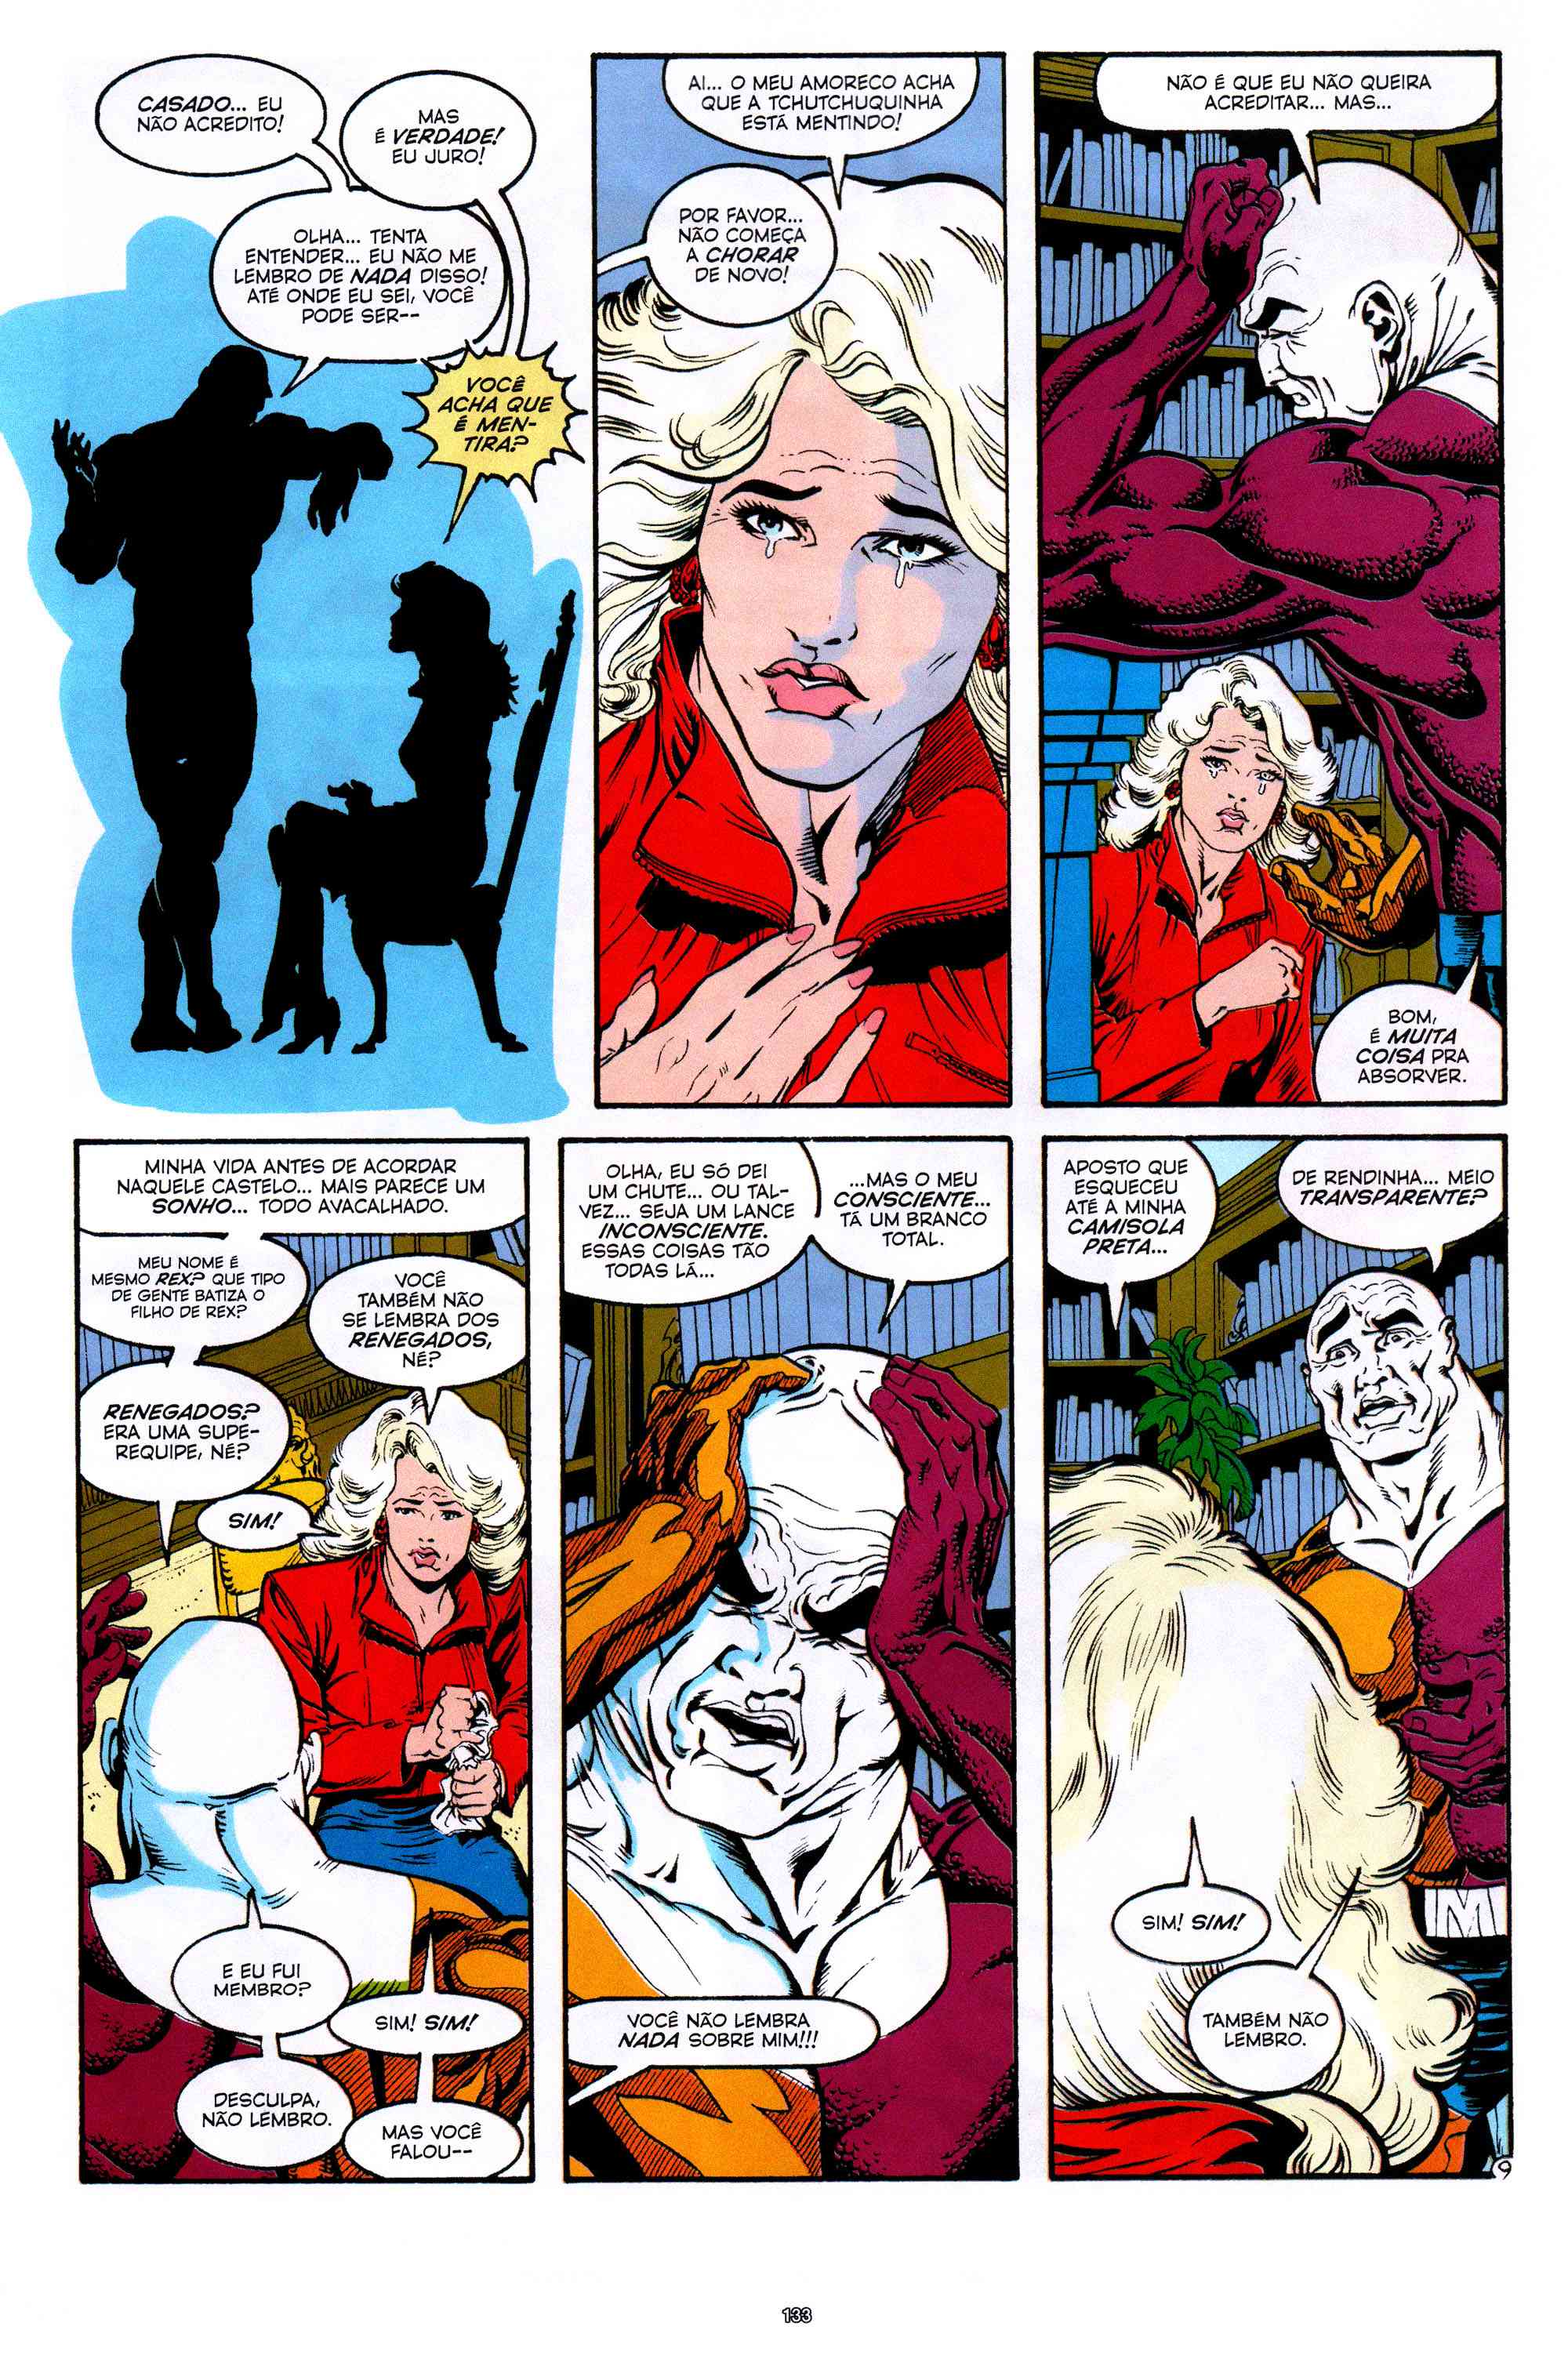 CASADO... EU
NÃO ACREDITO!
MAS
É VERDADE!
EU JURO!
OLHA... TENTA
ENTENDER... EU NÃO ME
LEMBRO DE NADA DISSO!
ATÉ ONDE EU SEI, VOCÊ
PODE SER--
VOCÊ
ACHA QUE
É MEN-
TIRA?
AI... O MEU AMORECO ACHA
QUE A TCHUTCHUQUINHA
ESTÁ MENTINDO!
POR FAVOR...
NÃO COMEÇA
A CHORAR
DE NOVO!
NÃO É QUE EU NÃO QUEIRA
ACREDITAR... MAS...
BOM,
É MUITA
COISA PRA
ABSORVER.
MINHA VIDA ANTES DE ACORDAR
NAQUELE CASTELO... MAIS PARECE UM
SONHO... TODO AVACALHADO.
MEU NOME É
MESMO REX? QUE TIPO
DE GENTE BATIZA O
FILHO DE REX?
VOCÊ
TAMBÉM NÃO
SE LEMBRA DOS
RENEGADOS,
NÉ?
RENEGADOS?
ERA UMA SUPE-
REQUIPE, NÉ?
SIM!
E EU FUI
MEMBRO?
SIM! SIM!
DESCULPA,
NÃO LEMBRO.
MAS VOCÊ
FALOU--
OLHA, EU SÓ DEI
UM CHUTE... OU TAL-
VEZ... SEJA UM LANCE
INCONSCIENTE.
ESSAS COISAS TÃO
TODAS LÁ...
...MAS O MEU
CONSCIENTE...
TÁ UM BRANCO
TOTAL.
VOCÊ NÃO LEMBRA
NADA SOBRE MIM!!!
APOSTO QUE
ESQUECEU
ATÉ A MINHA
CAMISOLA
PRETA...
DE RENDINHA... MEIO
TRANSPARENTE?
SIM! SIM!
TAMBÉM NÃO
LEMBRO.
M
9
133